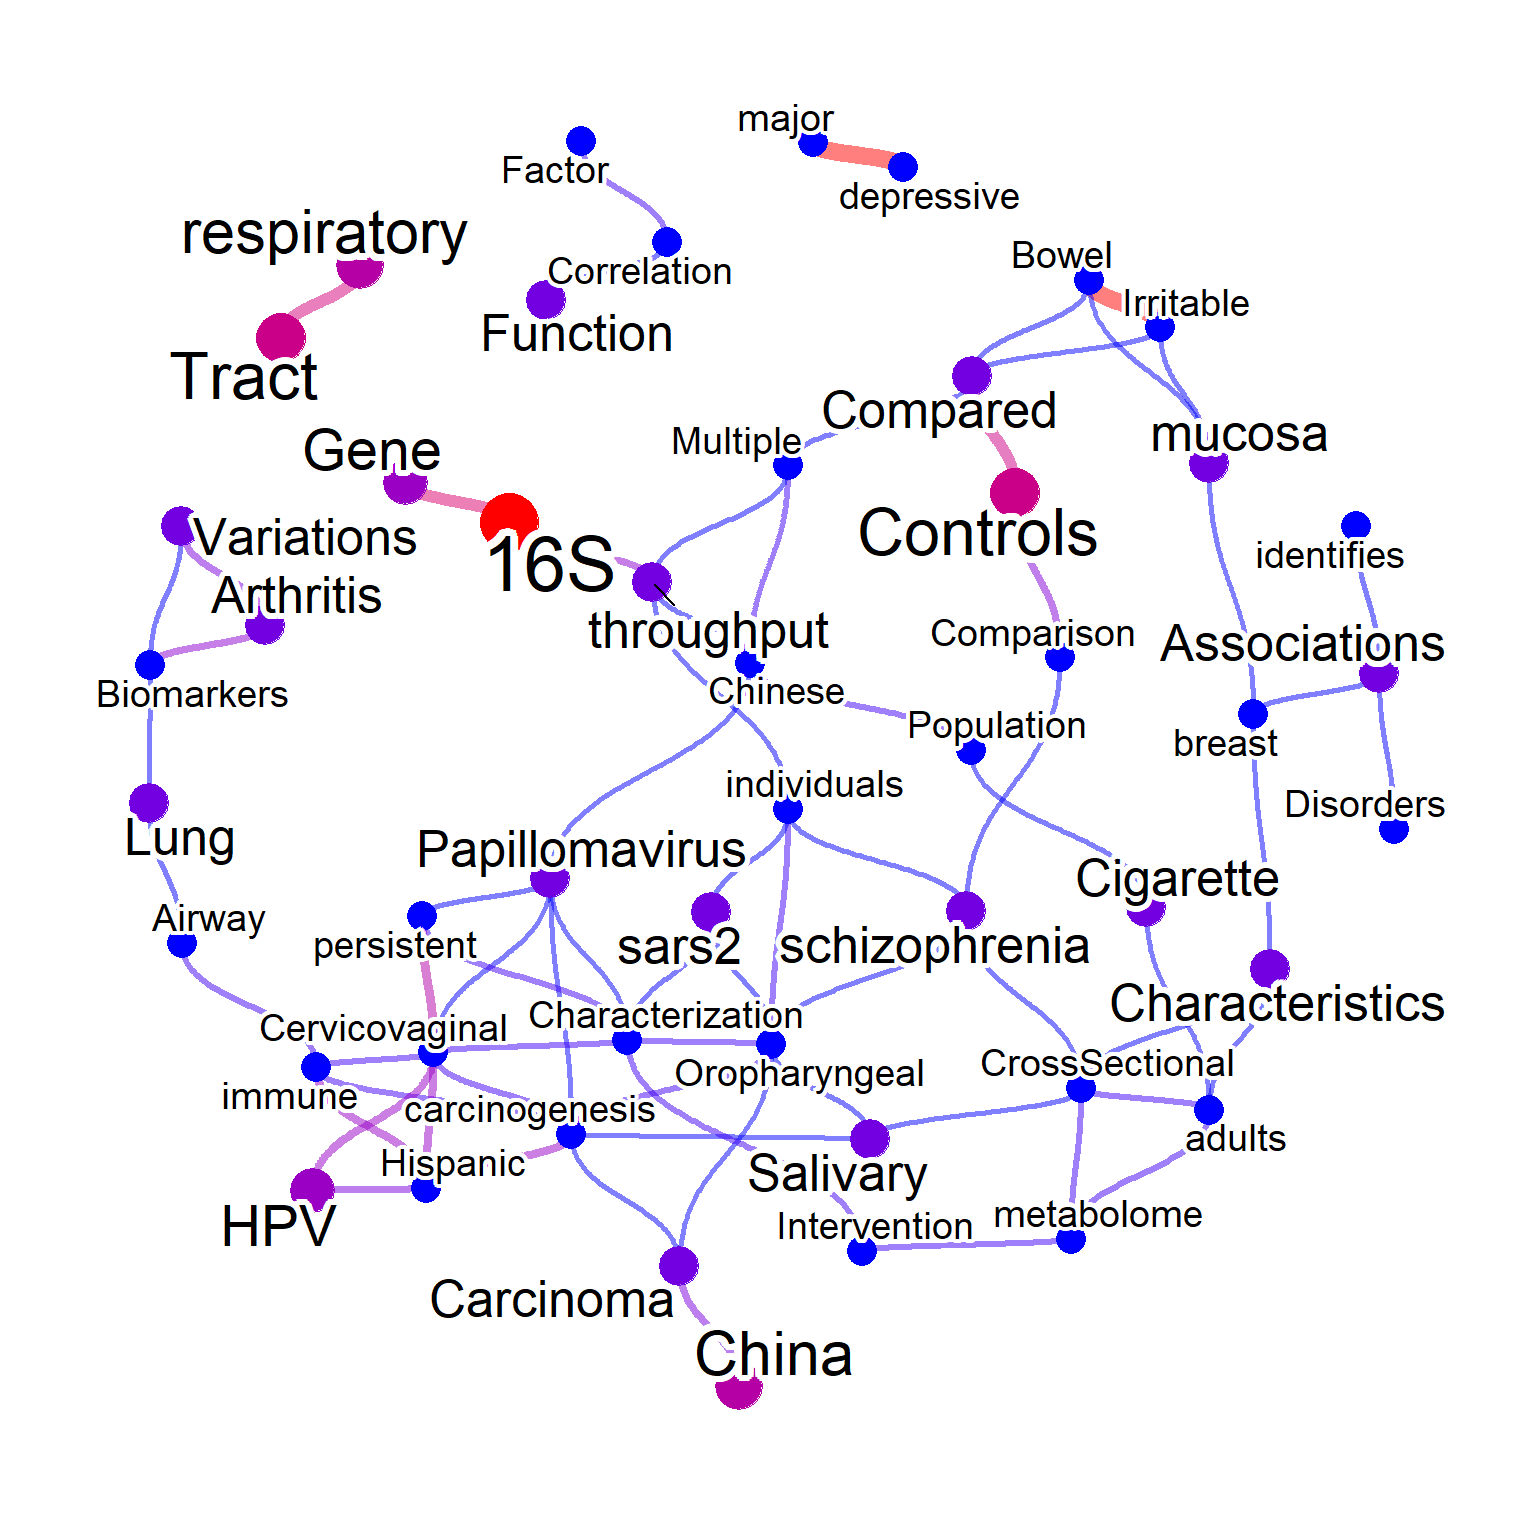 major
Factor
depressive
respiratory
Bowel
Correlation
Irritable
Function
Tract
Compared
Multiple
mucosa
Gene
Variations
Controls
identifies
16S
Arthritis
throughput
Comparison
Associations
Biomarkers
Chinese
Population
breast
individuals
Disorders
Lung
Papillomavirus
Cigarette
Airway
persistent
sars2
schizophrenia
Characteristics
Cervicovaginal
Characterization
CrossSectional
Oropharyngeal
immune
carcinogenesis
adults
Hispanic
Salivary
HPV
Intervention
metabolome
Carcinoma
China